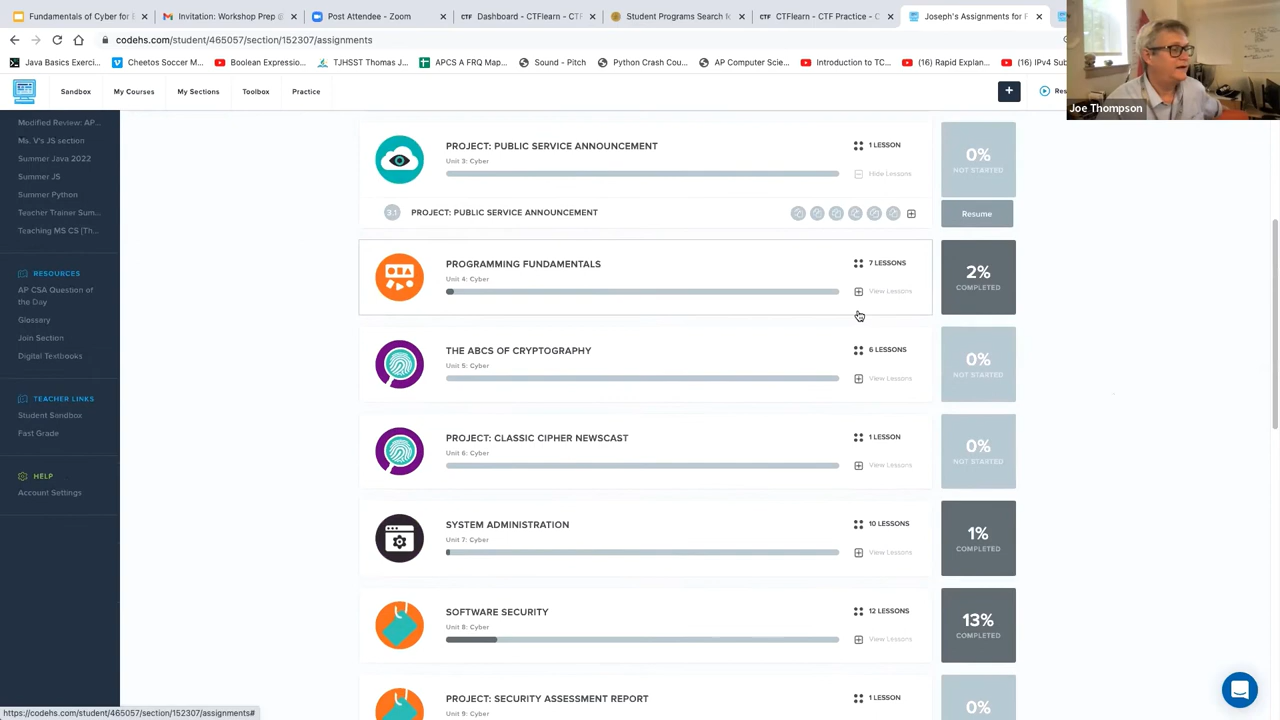 Fundamentals of Cyber for E
Invitation: Workshop Prep @
Post Attendee - Zoom
CTF Dashboard - CTFlearn - CTF
Student Programs Search fo
CTF CTFlearn - CTF Practice - C
Joseph's Assignments for F
codehs.com/student/465057/section/152307/assignments
Java Basics Exerci...
Cheetos Soccer M...
Boolean Expressio...
TJHSST Thomas J...
APCS A FRQ Map...
Sound - Pitch
Python Crash Cou...
AP Computer Scie...
Introduction to TC...
(16) Rapid Explan...
(16) IPv4 Sub
Sandbox
My Courses
My Sections
Toolbox
Practice
+
Res
Joe Thompson
Modified Review: AP...
Ms. V's JS section
Summer Java 2022
Summer JS
Summer Python
Teacher Trainer Sum...
Teaching MS CS (Th...
RESOURCES
AP CSA Question of
the Day
Glossary
Join Section
Digital Textbooks
TEACHER LINKS
Student Sandbox
Fast Grade
HELP
Account Settings
PROJECT: PUBLIC SERVICE ANNOUNCEMENT
Unit 3: Cyber
1 LESSON
Hide Lessons
0%
NOT STARTED
3.1 PROJECT: PUBLIC SERVICE ANNOUNCEMENT
Resume
PROGRAMMING FUNDAMENTALS
Unit 4: Cyber
7 LESSONS
View Lessons
2%
COMPLETED
THE ABCS OF CRYPTOGRAPHY
Unit 5: Cyber
6 LESSONS
View Lessons
0%
NOT STARTED
PROJECT: CLASSIC CIPHER NEWSCAST
Unit 6: Cyber
1 LESSON
View Lessons
0%
NOT STARTED
SYSTEM ADMINISTRATION
Unit 7: Cyber
10 LESSONS
View Lessons
1%
COMPLETED
SOFTWARE SECURITY
Unit 8: Cyber
12 LESSONS
View Lessons
13%
COMPLETED
PROJECT: SECURITY ASSESSMENT REPORT
Unit 9: Cyber
1 LESSON
0%
https://codehs.com/student/465057/section/152307/assignments#